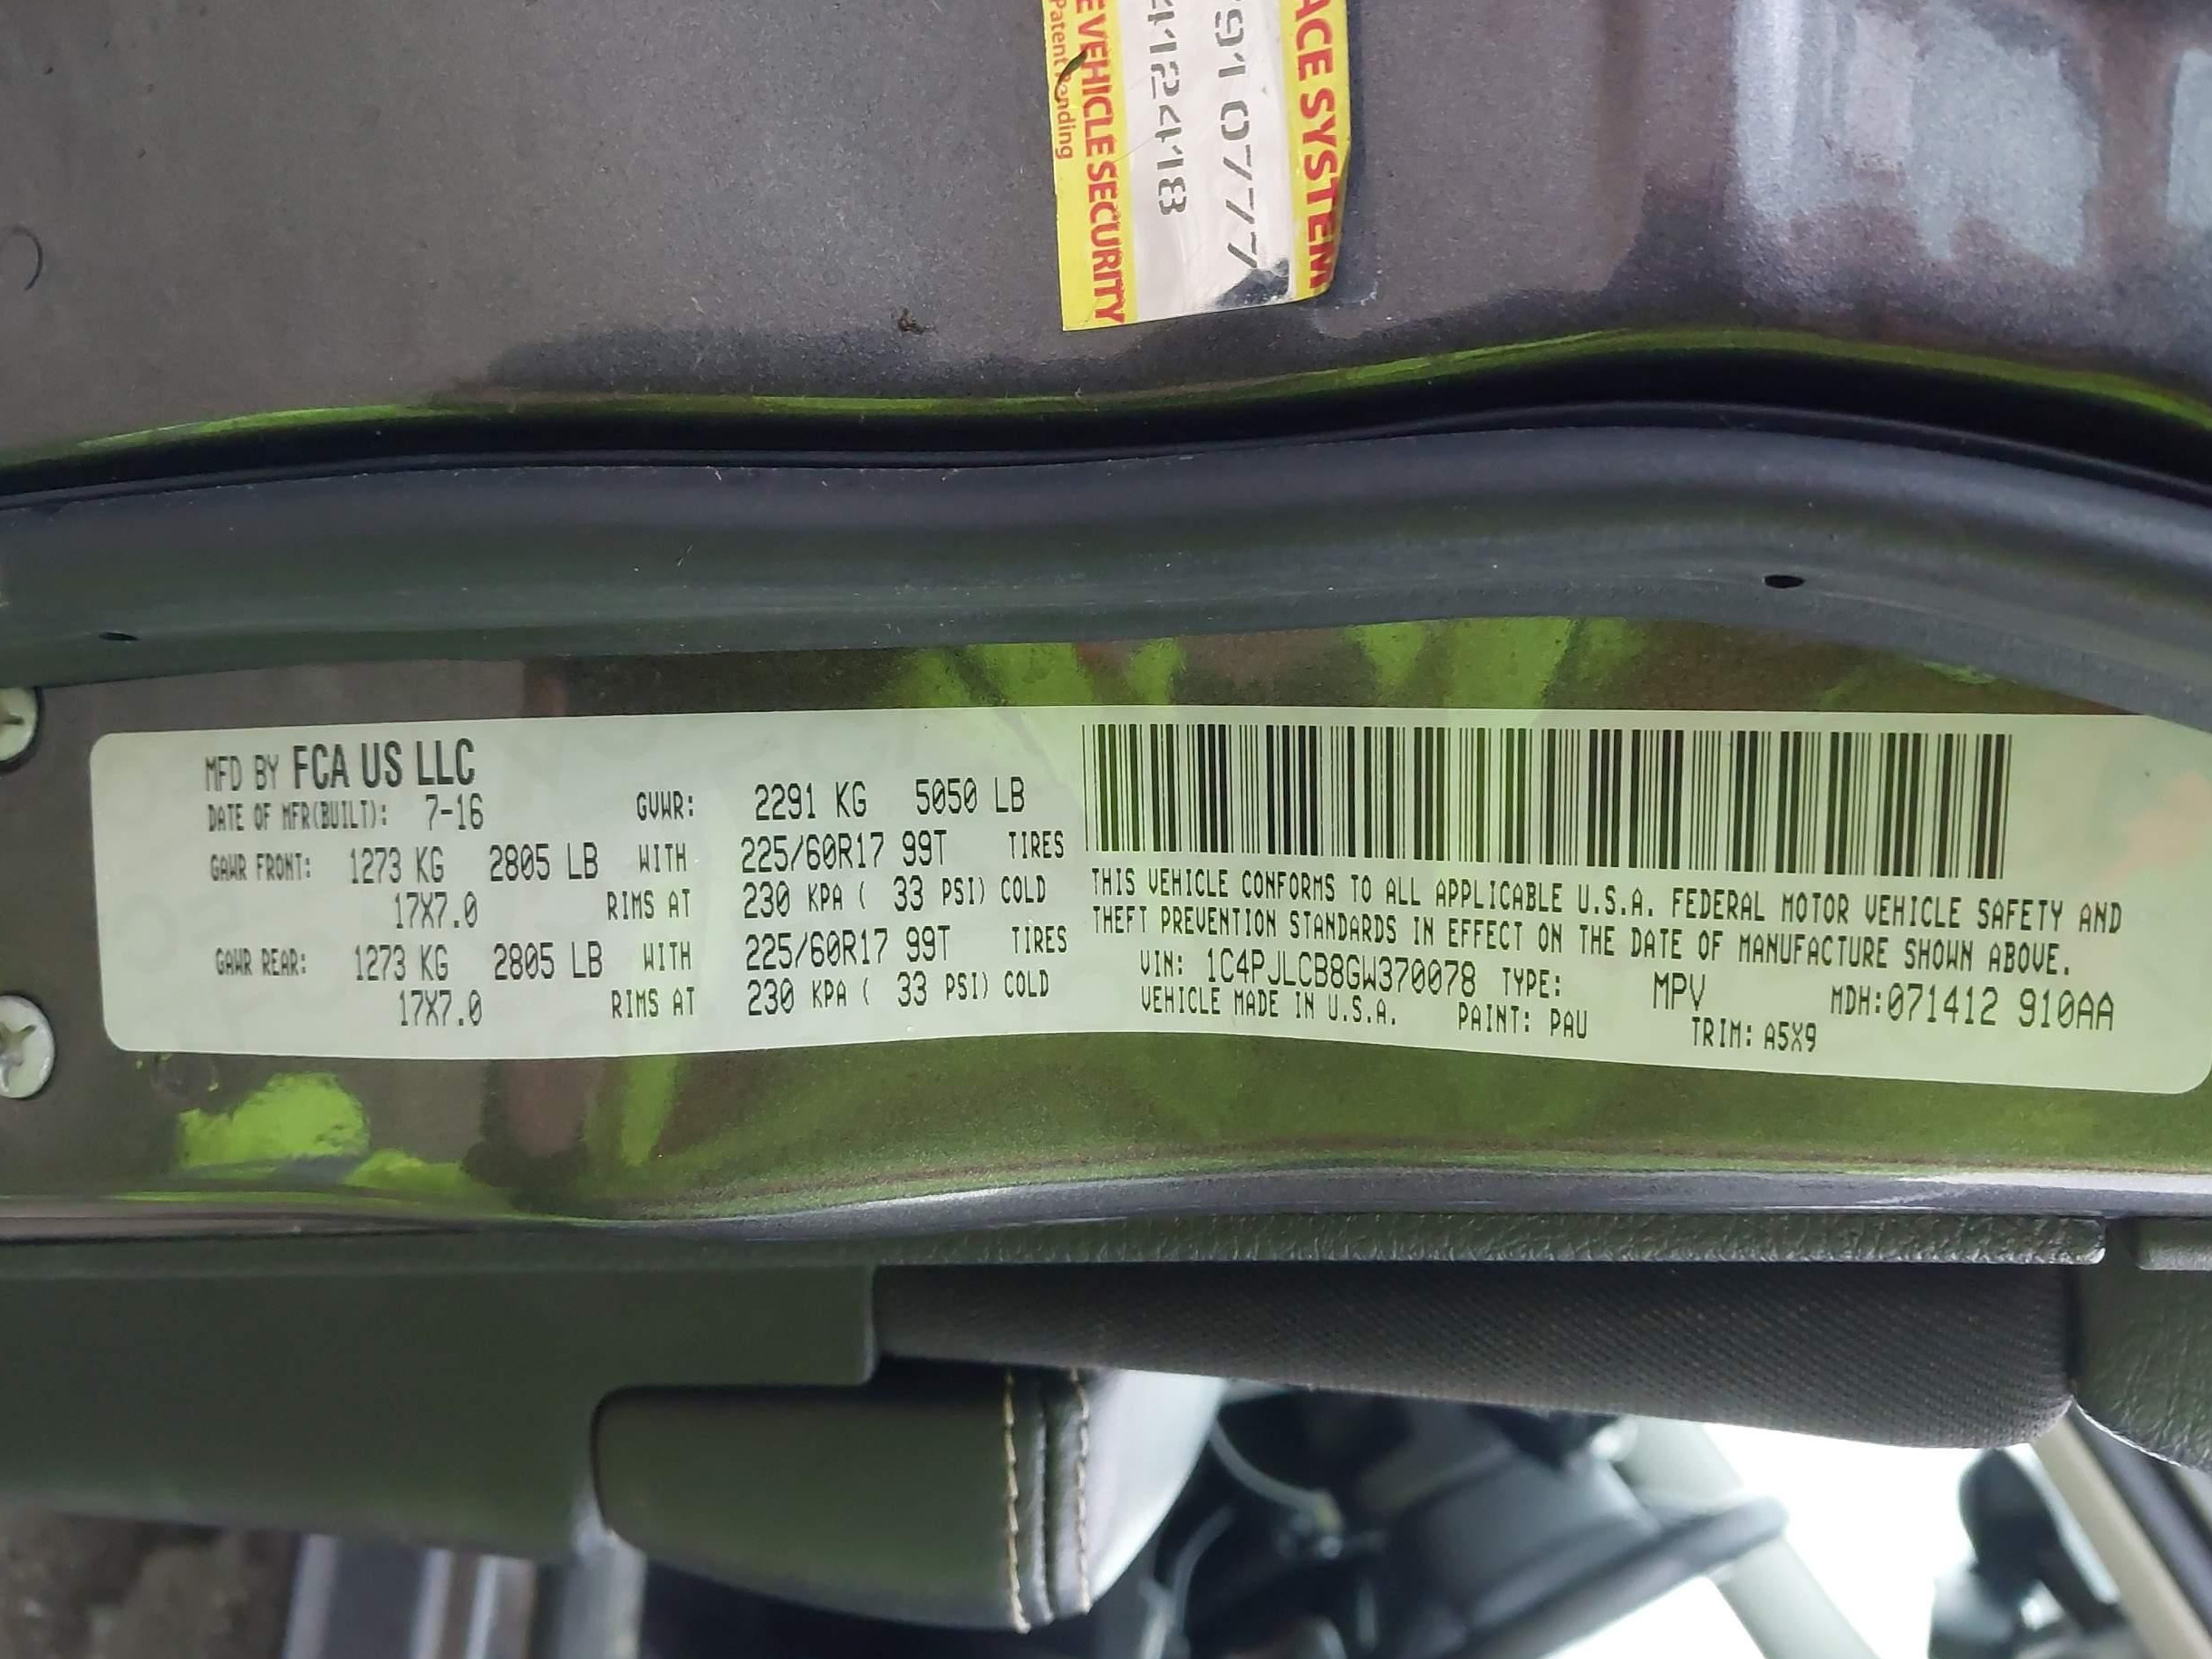 ACE SYSTEM
910777
412418
E VEHICLE SECURITY
Patent Pending
MFD BY FCA US LLC
DATE OF MFR(BUILT): 7-16 GVWR: 2291 KG 5050 LB
GAWR FRONT: 1273 KG 2805 LB WITH 225/60R17 99T TIRES
17X7.0 RIMS AT 230 KPA ( 33 PSI) COLD
GAWR REAR: 1273 KG 2805 LB WITH 225/60R17 99T TIRES
17X7.0 RIMS AT 230 KPA ( 33 PSI) COLD
THIS VEHICLE CONFORMS TO ALL APPLICABLE U.S.A. FEDERAL MOTOR VEHICLE SAFETY AND
THEFT PREVENTION STANDARDS IN EFFECT ON THE DATE OF MANUFACTURE SHOWN ABOVE.
VIN: 1C4PJLCB8GW370078 TYPE: MPV MDH:071412 910AA
VEHICLE MADE IN U.S.A. PAINT: PAU TRIM: A5X9